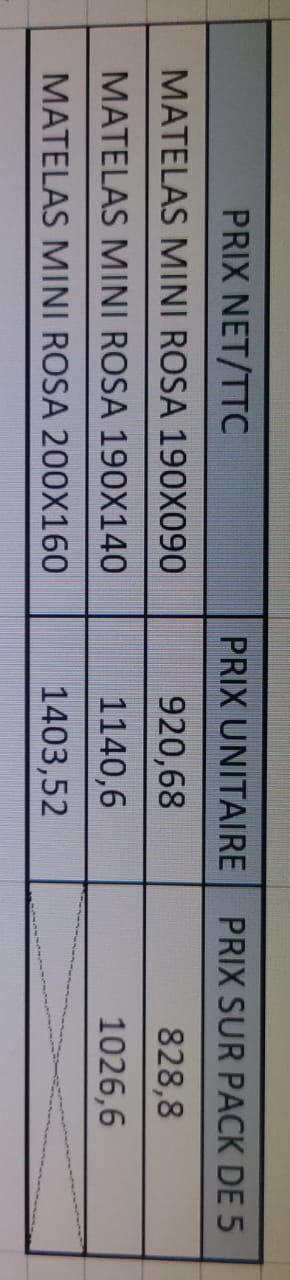 PRIX NET/TTC PRIX UNITAIRE PRIX SUR PACK DE 5
MATELAS MINI ROSA 190X090 920,68 828,8
MATELAS MINI ROSA 190X140 1140,6 1026,6
MATELAS MINI ROSA 200X160 1403,52